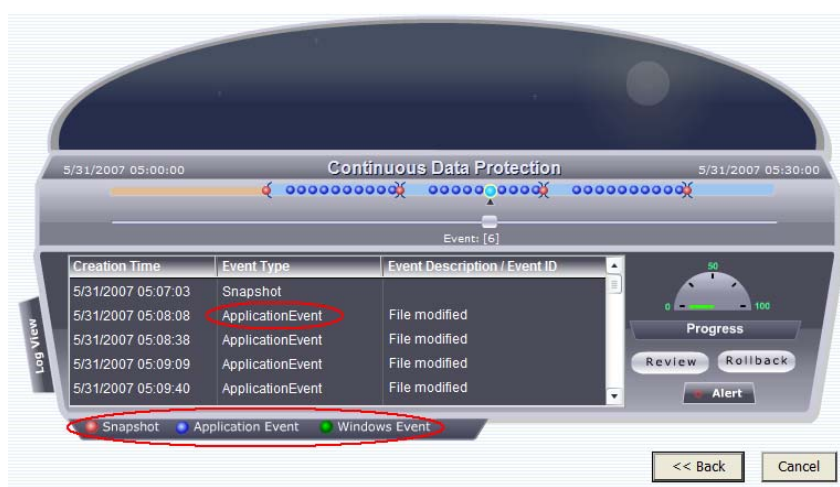 5/31/2007 05:00:00 Continuous Data Protection 5/31/2007 05:30:00
Event: [6]
Creation Time Event Type Event Description / Event ID
5/31/2007 05:07:03 Snapshot
5/31/2007 05:08:08 ApplicationEvent File modified
5/31/2007 05:08:38 ApplicationEvent File modified
5/31/2007 05:09:09 ApplicationEvent File modified
5/31/2007 05:09:40 ApplicationEvent File modified
Log View
50
0 100
Progress
Review Rollback
Alert
Snapshot Application Event Windows Event
<< Back Cancel